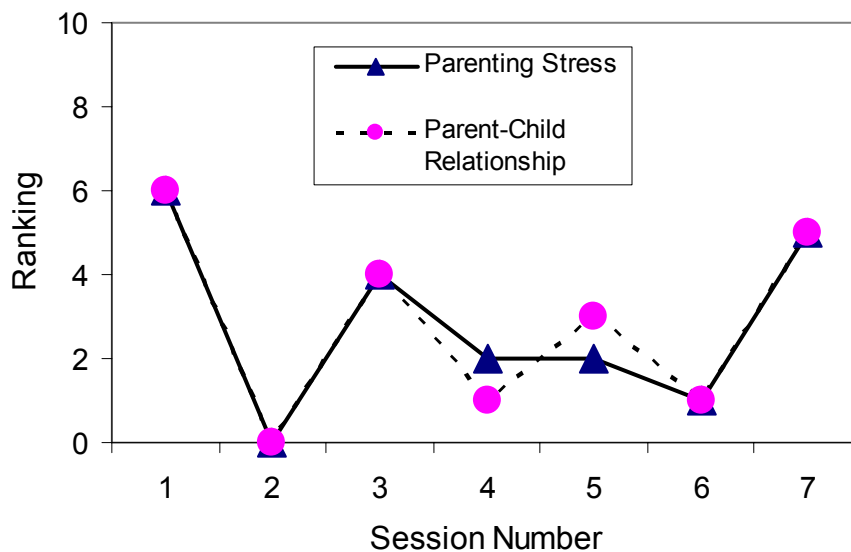 10
8
6
4
2
0
Ranking
Parenting Stress
Parent-Child
Relationship
1 2 3 4 5 6 7
Session Number